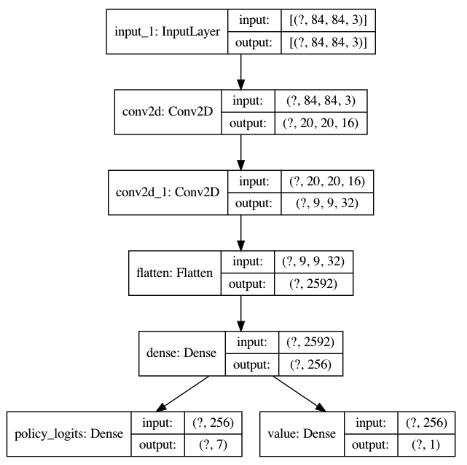 input_1: InputLayer
input: [(?, 84, 84, 3)]
output: [(?, 84, 84, 3)]
conv2d: Conv2D
input: (?, 84, 84, 3)
output: (?, 20, 20, 16)
conv2d_1: Conv2D
input: (?, 20, 20, 16)
output: (?, 9, 9, 32)
flatten: Flatten
input: (?, 9, 9, 32)
output: (?, 2592)
dense: Dense
input: (?, 2592)
output: (?, 256)
policy_logits: Dense
input: (?, 256)
output: (?, 7)
value: Dense
input: (?, 256)
output: (?, 1)